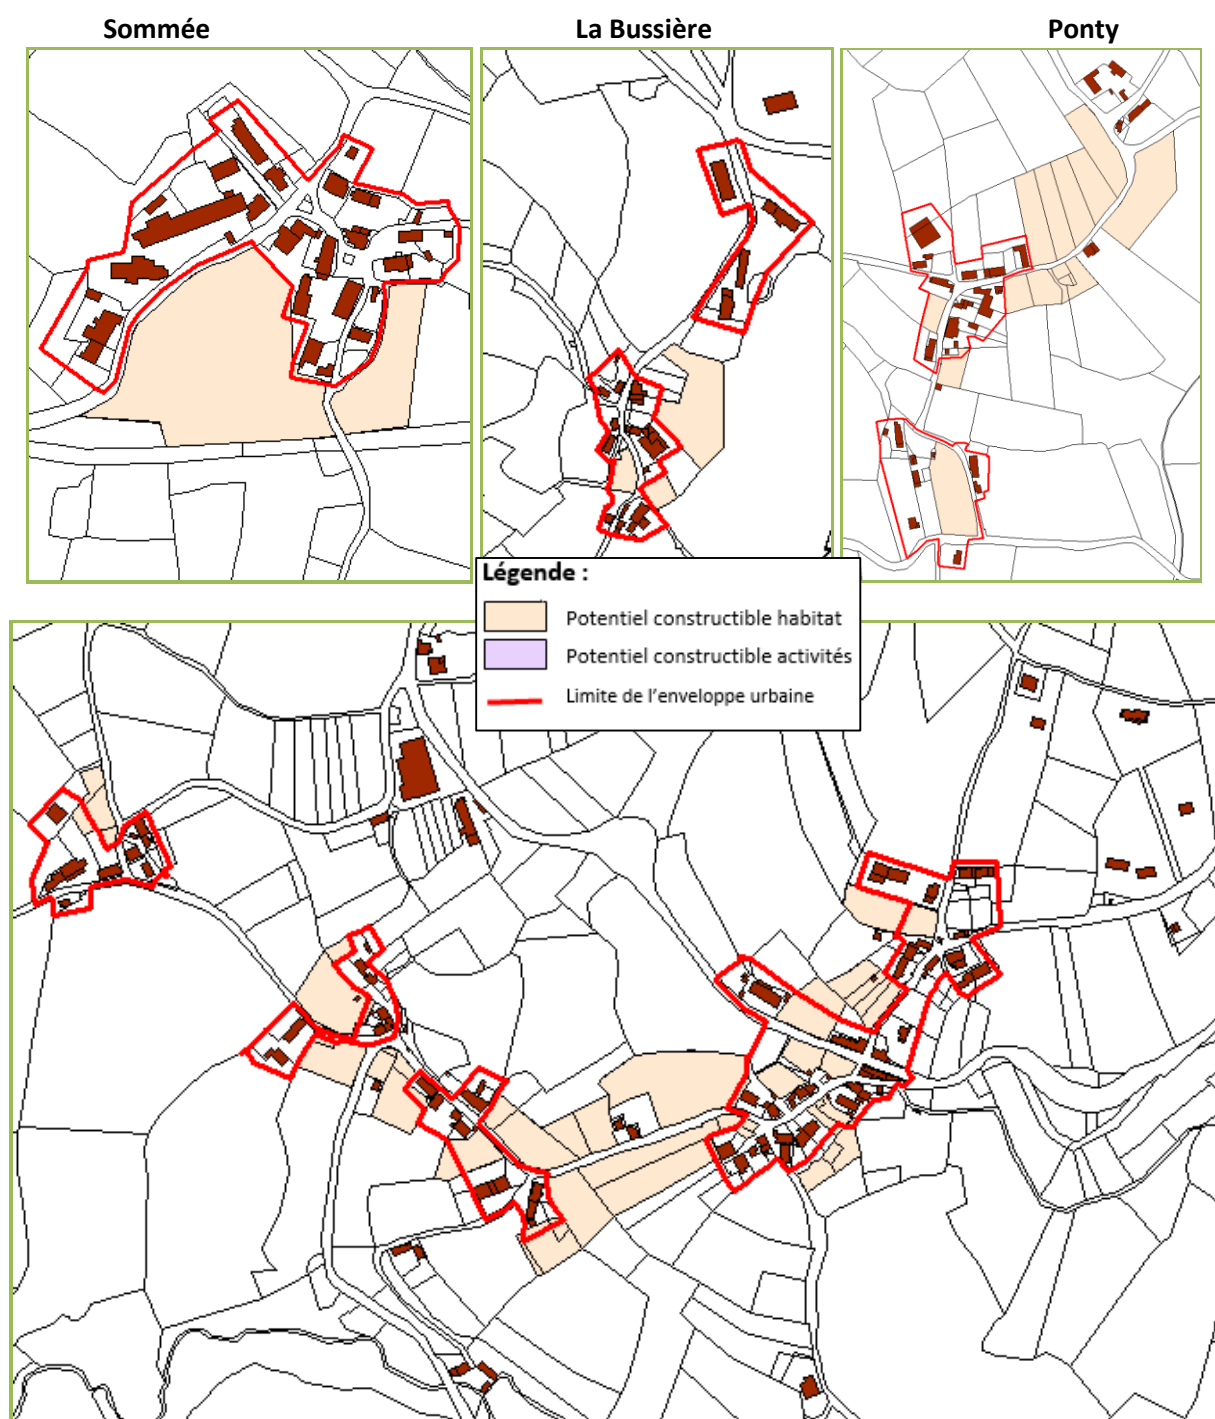 Sommée
La Bussière
Ponty
Légende :
Potentiel constructible habitat
Potentiel constructible activités
Limite de l'enveloppe urbaine